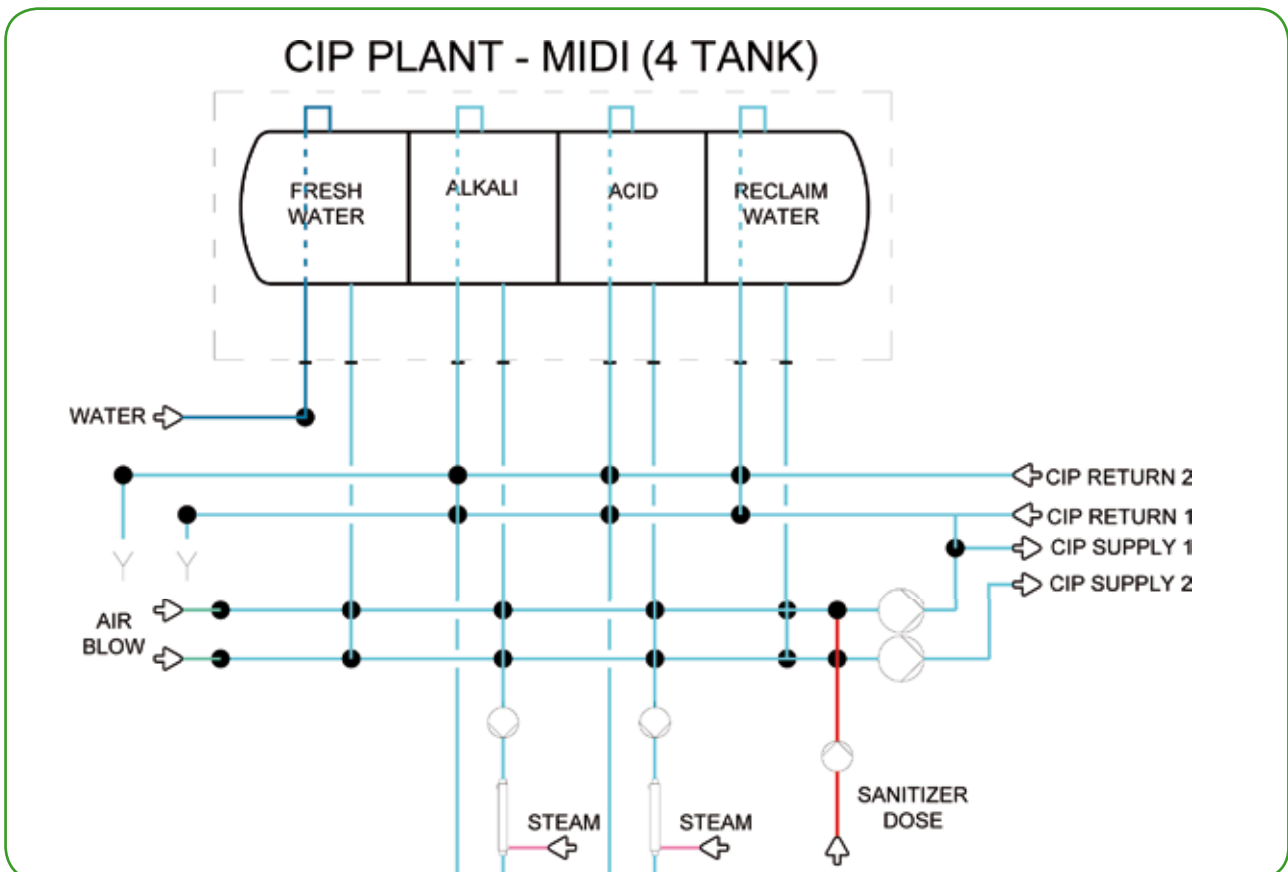 CIP PLANT - MIDI (4 TANK)
FRESH
WATER
ALKALI
ACID
RECLAIM
WATER
WATER
CIP RETURN 2
CIP RETURN 1
CIP SUPPLY 1
CIP SUPPLY 2
AIR
BLOW
STEAM
STEAM
SANITIZER
DOSE